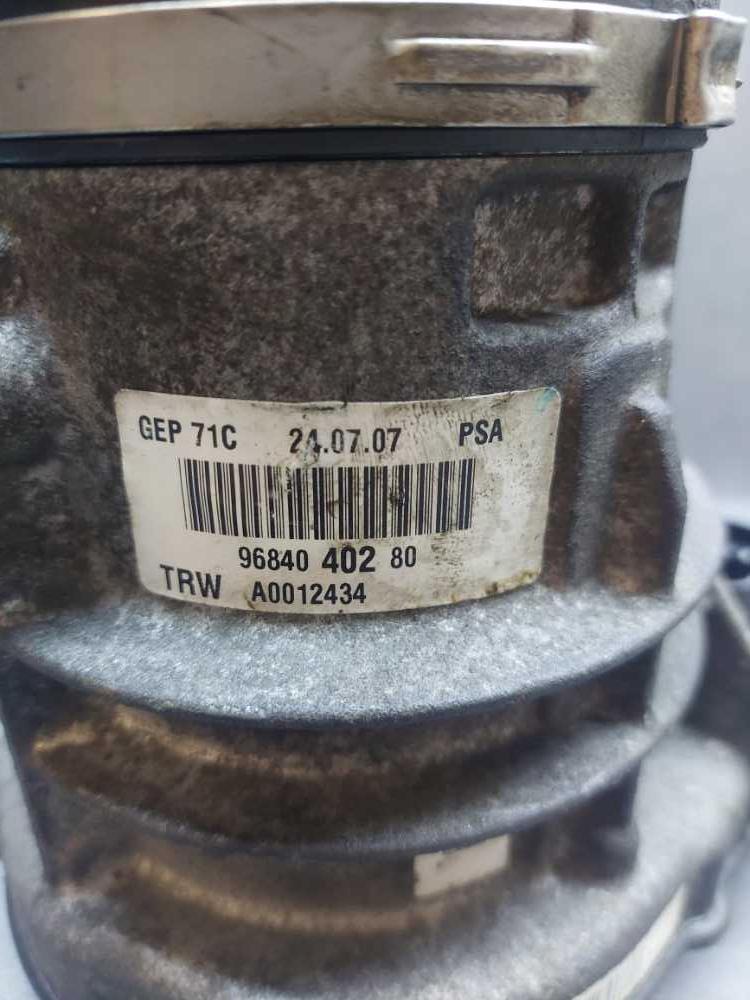 GEP 71C 24.07.07 PSA
96840 402 80
TRW A0012434